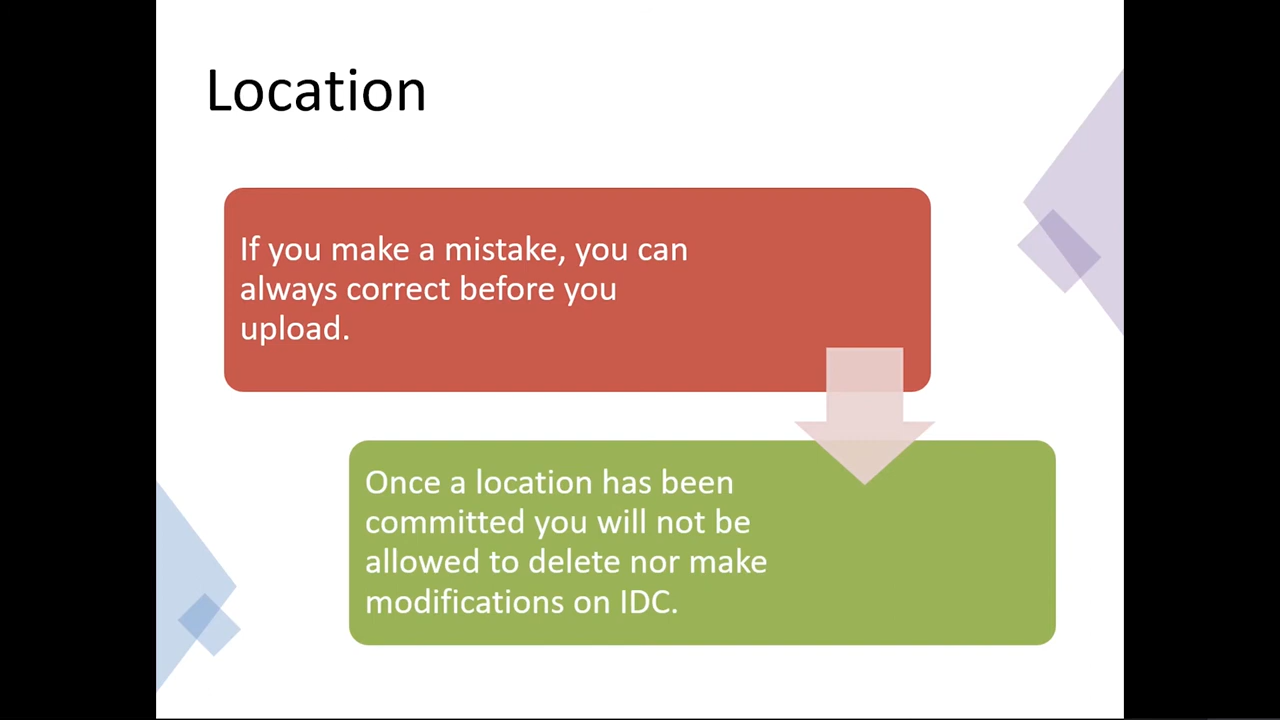 Location
If you make a mistake, you can
always correct before you
upload.
Once a location has been
committed you will not be
allowed to delete nor make
modifications on IDC.